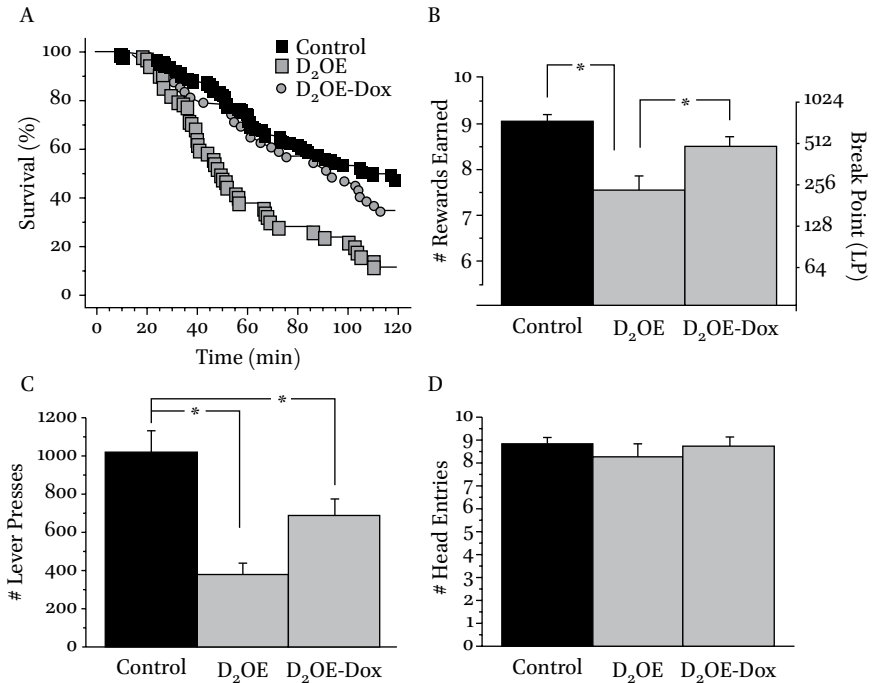 A
Survival (%)
100
80
60
40
20
0
Control
D₂OE
D₂OE-Dox
0 20 40 60 80 100 120
Time (min)
B
# Rewards Earned
9
8
7
6
*
*
1024
512
256
128
64
Break Point (LP)
Control D₂OE D₂OE-Dox
C
# Lever Presses
1000
800
600
400
200
0
*
*
Control D₂OE D₂OE-Dox
D
# Head Entries
10
9
8
7
6
5
4
3
2
1
0
Control D₂OE D₂OE-Dox